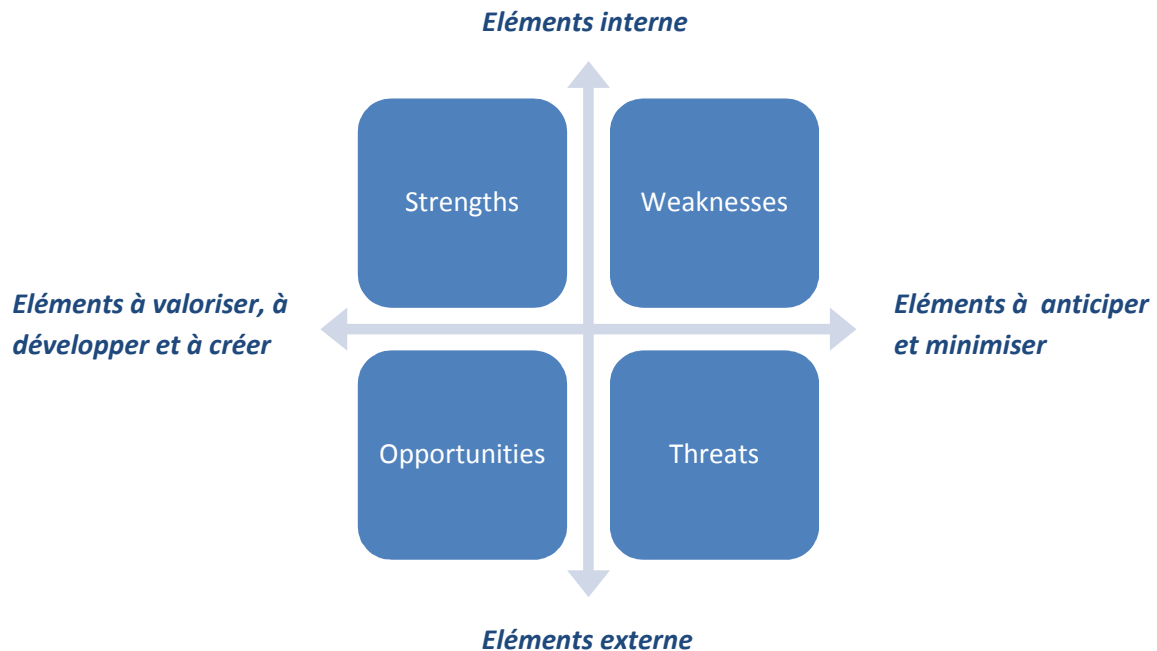 Eléments interne
Strengths
Weaknesses
Eléments à valoriser, à
développer et à créer
Eléments à  anticiper
et minimiser
Opportunities
Threats
Eléments externe